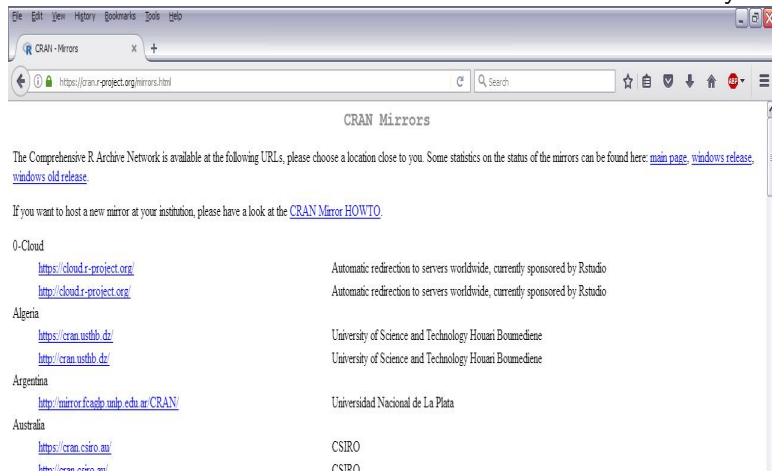 File Edit View History Bookmarks Tools Help
CRAN - Mirrors
https://cran.r-project.org/mirrors.html Search ABP
CRAN Mirrors
The Comprehensive R Archive Network is available at the following URLs, please choose a location close to you. Some statistics on the status of the mirrors can be found here: main page, windows release,
windows old release.
If you want to host a new mirror at your institution, please have a look at the CRAN Mirror HOWTO.
0-Cloud
https://cloud.r-project.org/ Automatic redirection to servers worldwide, currently sponsored by Rstudio
http://cloud.r-project.org/ Automatic redirection to servers worldwide, currently sponsored by Rstudio
Algeria
https://cran.usthb.dz/ University of Science and Technology Houari Boumediene
http://cran.usthb.dz/ University of Science and Technology Houari Boumediene
Argentina
http://mirror.fcaglp.unlp.edu.ar/CRAN/ Universidad Nacional de La Plata
Australia
https://cran.csiro.au/ CSIRO
http://cran.csiro.au/ CSIRO